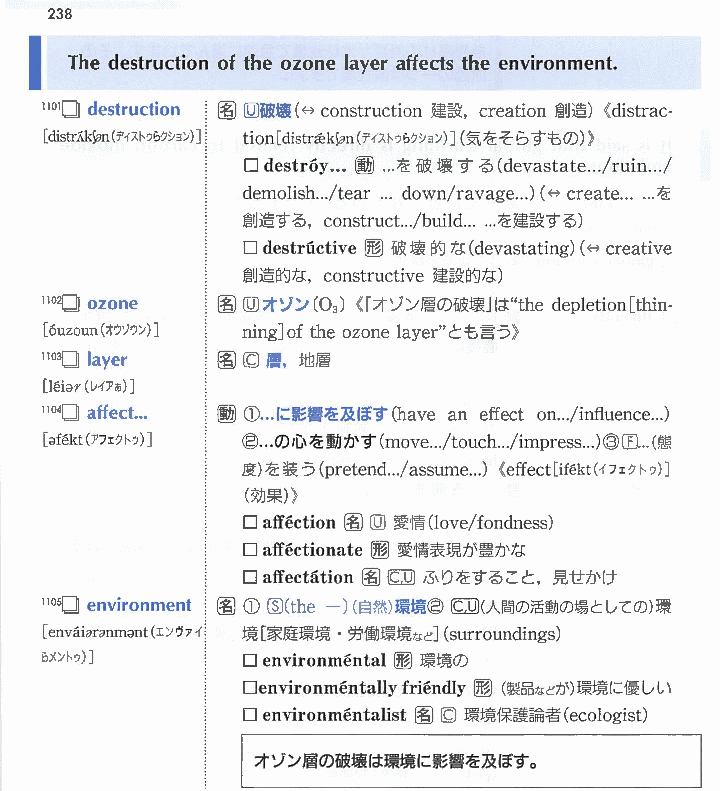 238
The destruction of the ozone layer affects the environment.
1101 □ destruction
[distrʌ́kʃən(ディストゥらクション)]
名 Ⓤ破壊(↔ construction 建設, creation 創造)《distrac-
tion[distrǽkʃən(ディストゥらクション)](気をそらすもの)》
□ destróy... 動 ...を破壊する(devastate.../ruin.../
demolish.../tear ... down/ravage...)(↔ create... ...を
創造する, construct.../build... ...を建設する)
□ destrúctive 形 破壊的な(devastating)(↔ creative
創造的な, constructive 建設的な)
1102 □ ozone
[óuzoun(オウゾウン)]
名 Ⓤ オゾン(O₃)《「オゾン層の破壊」は“the depletion[thin-
ning]of the ozone layer”とも言う》
1103 □ layer
[léiər(レイアぁ)]
名 Ⓒ 層, 地層
1104 □ affect...
[əfékt(アフェクトゥ)]
動 ①...に影響を及ぼす(have an effect on.../influence...)
②...の心を動かす(move.../touch.../impress...)③Ⓕ...(態
度)を装う(pretend.../assume...)《effect[ifékt(イフェクトゥ)]
(効果)》
□ afféction 名 Ⓤ 愛情(love/fondness)
□ afféctionate 形 愛情表現が豊かな
□ affectátion 名 C,U ふりをすること, 見せかけ
1105 □ environment
[enváiərənmənt(エンヴァイ
らメントゥ)]
名 ① Ⓢ(the ―)(自然)環境② C,U(人間の活動の場としての)環
境[家庭環境・労働環境など](surroundings)
□ environméntal 形 環境の
□environméntally friéndly 形 (製品などが)環境に優しい
□ environméntalist 名 Ⓒ 環境保護論者(ecologist)
オゾン層の破壊は環境に影響を及ぼす。